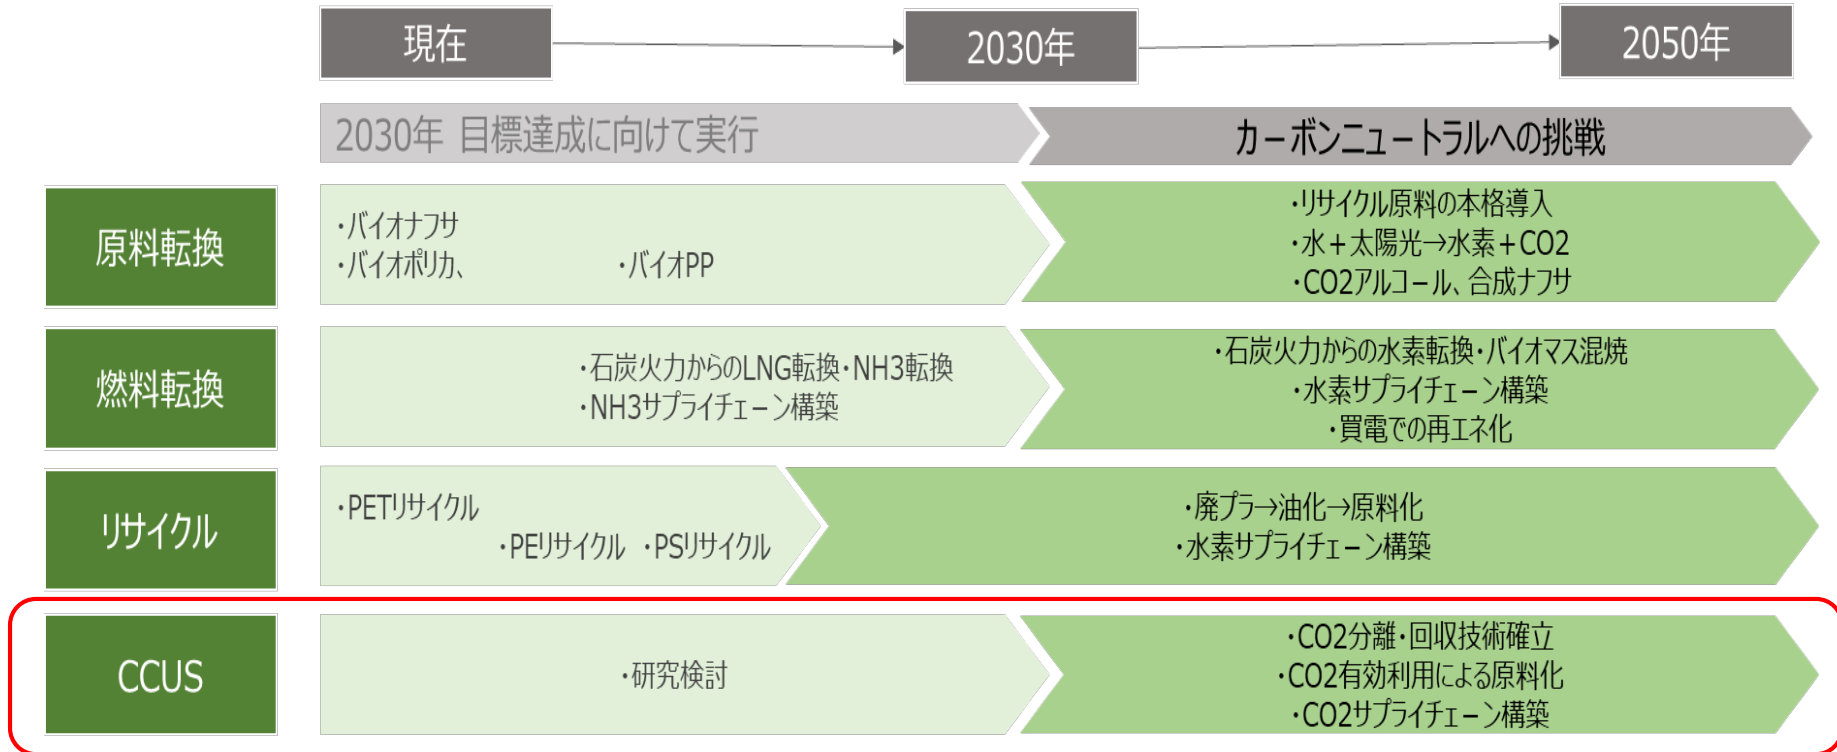 現在
2030年
2050年
2030年 目標達成に向けて実行
カーボンニュートラルへの挑戦
原料転換
・バイオナフサ
・バイオポリカ、 ・バイオPP
・リサイクル原料の本格導入
・水+太陽光→水素+CO2
・CO2アルコール、合成ナフサ
燃料転換
・石炭火力からのLNG転換・NH3転換
・NH3サプライチェーン構築
・石炭火力からの水素転換・バイオマス混焼
・水素サプライチェーン構築
・買電での再エネ化
リサイクル
・PETリサイクル
・PEリサイクル ・PSリサイクル
・廃プラ→油化→原料化
・水素サプライチェーン構築
CCUS
・研究検討
・CO2分離・回収技術確立
・CO2有効利用による原料化
・CO2サプライチェーン構築